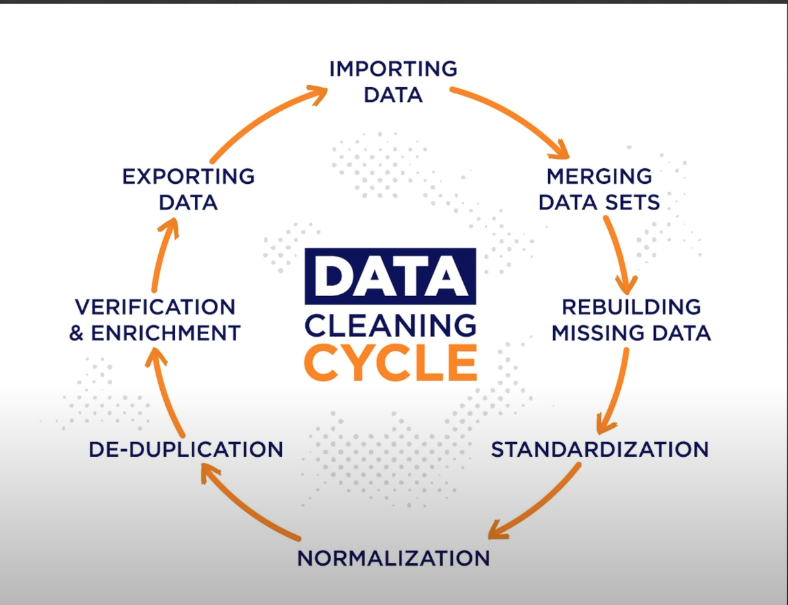 IMPORTING
DATA
MERGING
DATA SETS
REBUILDING
MISSING DATA
STANDARDIZATION
NORMALIZATION
DE-DUPLICATION
VERIFICATION
& ENRICHMENT
EXPORTING
DATA
DATA
CLEANING
CYCLE